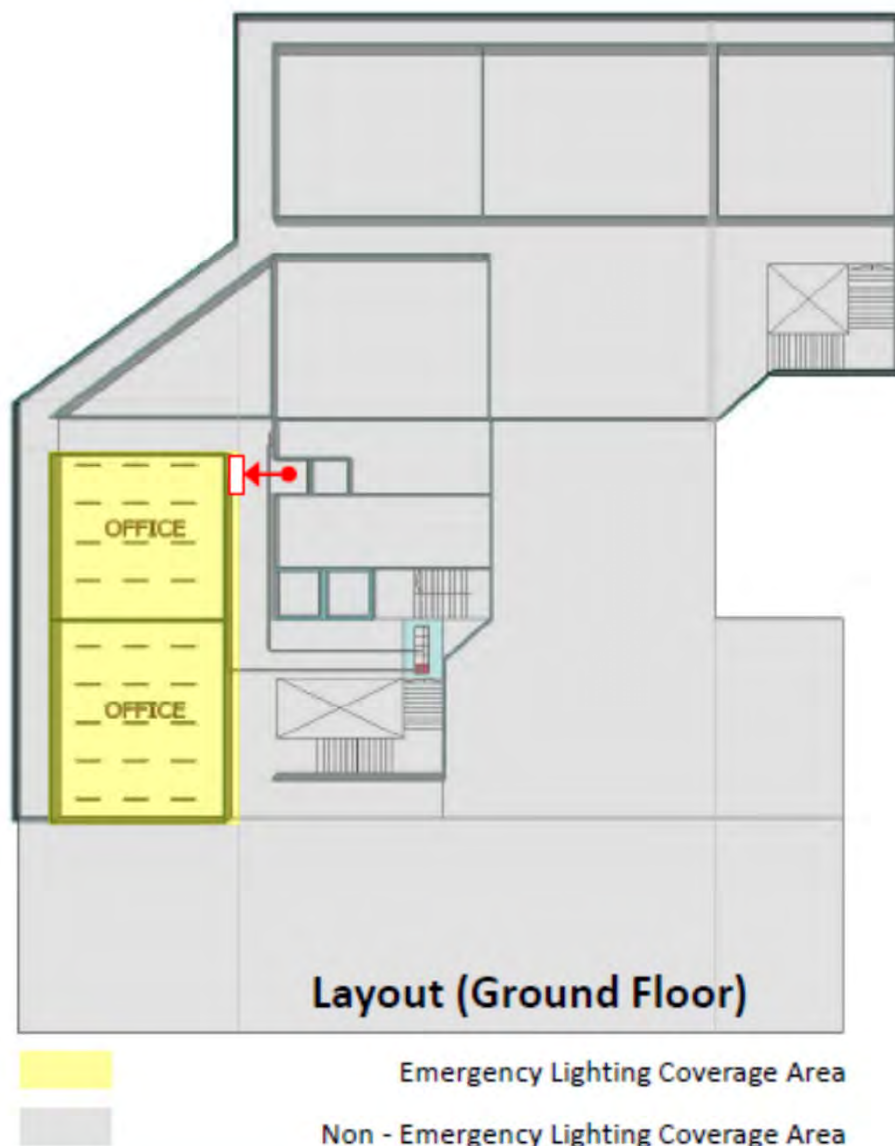 OFFICE
OFFICE
Layout (Ground Floor)
Emergency Lighting Coverage Area
Non - Emergency Lighting Coverage Area